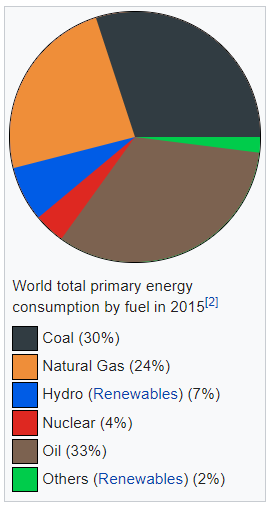 World total primary energy
consumption by fuel in 2015[2]
Coal (30%)
Natural Gas (24%)
Hydro (Renewables) (7%)
Nuclear (4%)
Oil (33%)
Others (Renewables) (2%)